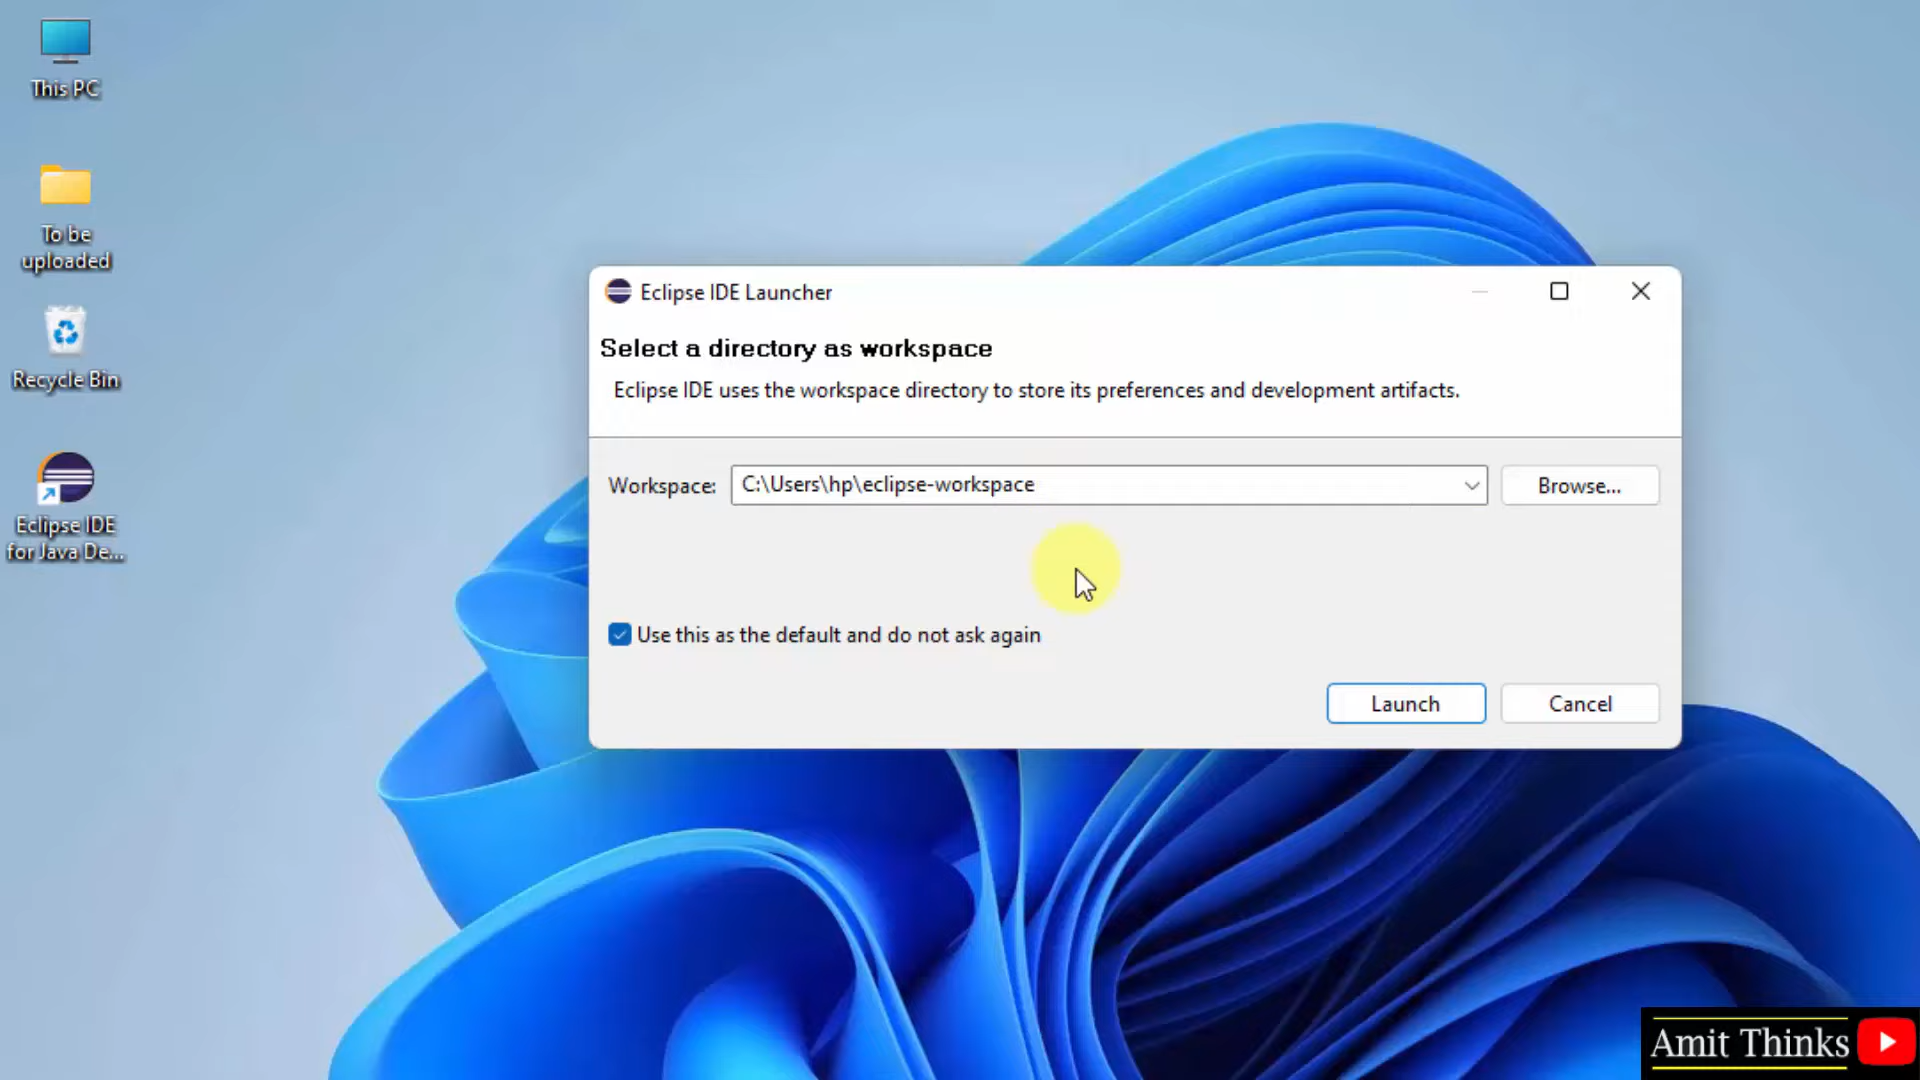 This PC
To be
uploaded
Recycle Bin
Eclipse IDE
for Java De...
Eclipse IDE Launcher
Select a directory as workspace
Eclipse IDE uses the workspace directory to store its preferences and development artifacts.
Workspace: C:\Users\hp\eclipse-workspace Browse...
Use this as the default and do not ask again
Launch Cancel
Amit Thinks